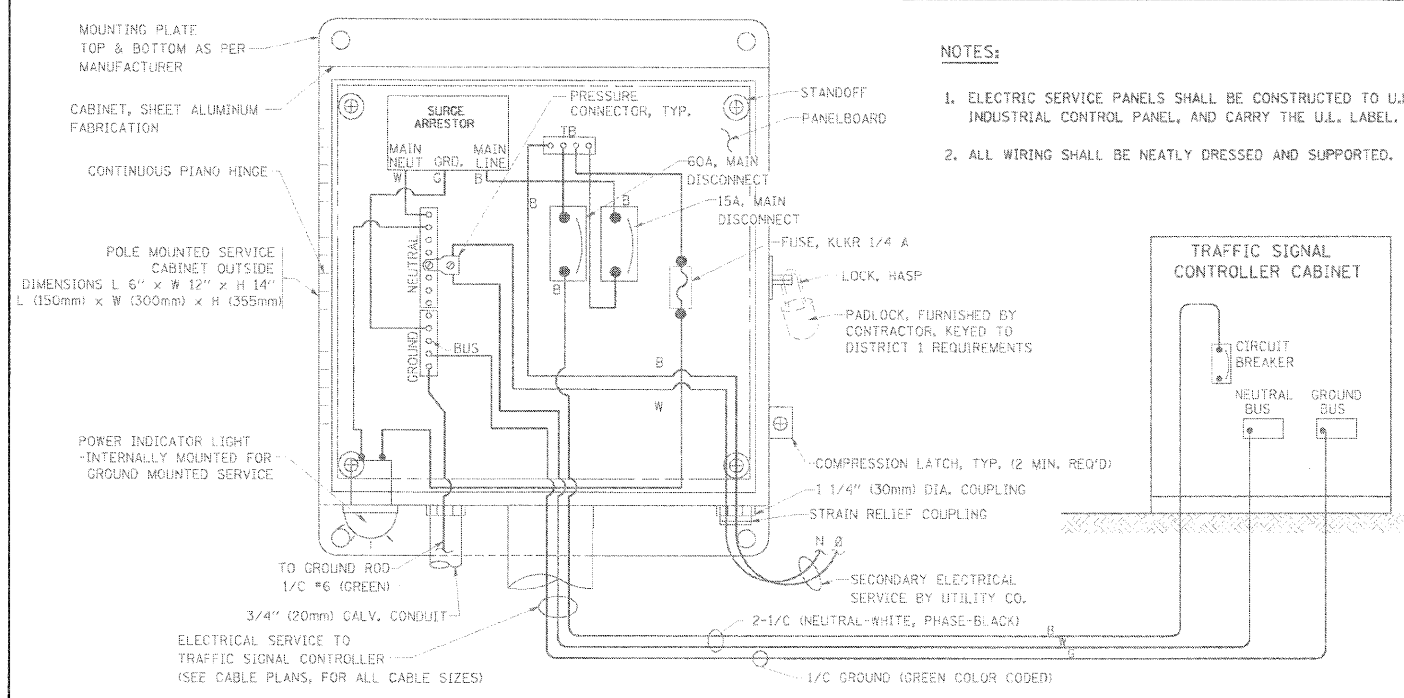 MOUNTING PLATE
TOP & BOTTOM AS PER
MANUFACTURER
CABINET, SHEET ALUMINUM
FABRICATION
CONTINUOUS PIANO HINGE
POLE MOUNTED SERVICE
CABINET OUTSIDE
DIMENSIONS L 6" x W 12" x H 14"
L (150mm) x W (300mm) x H (355mm)
POWER INDICATOR LIGHT
-INTERNALLY MOUNTED FOR
GROUND MOUNTED SERVICE
TO GROUND ROD
1/C #6 (GREEN)
3/4" (20mm) GALV. CONDUIT
ELECTRICAL SERVICE TO
TRAFFIC SIGNAL CONTROLLER
(SEE CABLE PLANS, FOR ALL CABLE SIZES)
SURGE
ARRESTOR
MAIN
NEUT
GRD.
MAIN
LINE
W
G
B
PRESSURE
CONNECTOR, TYP.
TB
60A, MAIN
DISCONNECT
15A, MAIN
DISCONNECT
B
B
B
NEUTRAL
GROUND
BUS
B
W
STANDOFF
PANELBOARD
FUSE, KLKR 1/4 A
LOCK, HASP
PADLOCK, FURNISHED BY
CONTRACTOR. KEYED TO
DISTRICT 1 REQUIREMENTS
COMPRESSION LATCH, TYP. (2 MIN. REQ'D)
1 1/4" (30mm) DIA. COUPLING
STRAIN RELIEF COUPLING
N Ø
SECONDARY ELECTRICAL
SERVICE BY UTILITY CO.
2-1/C (NEUTRAL-WHITE, PHASE-BLACK)
1/C GROUND (GREEN COLOR CODED)
B
W
G
NOTES:
1. ELECTRIC SERVICE PANELS SHALL BE CONSTRUCTED TO U.
INDUSTRIAL CONTROL PANEL, AND CARRY THE U.L. LABEL.
2. ALL WIRING SHALL BE NEATLY DRESSED AND SUPPORTED.
TRAFFIC SIGNAL
CONTROLLER CABINET
CIRCUIT
BREAKER
NEUTRAL
BUS
GROUND
BUS